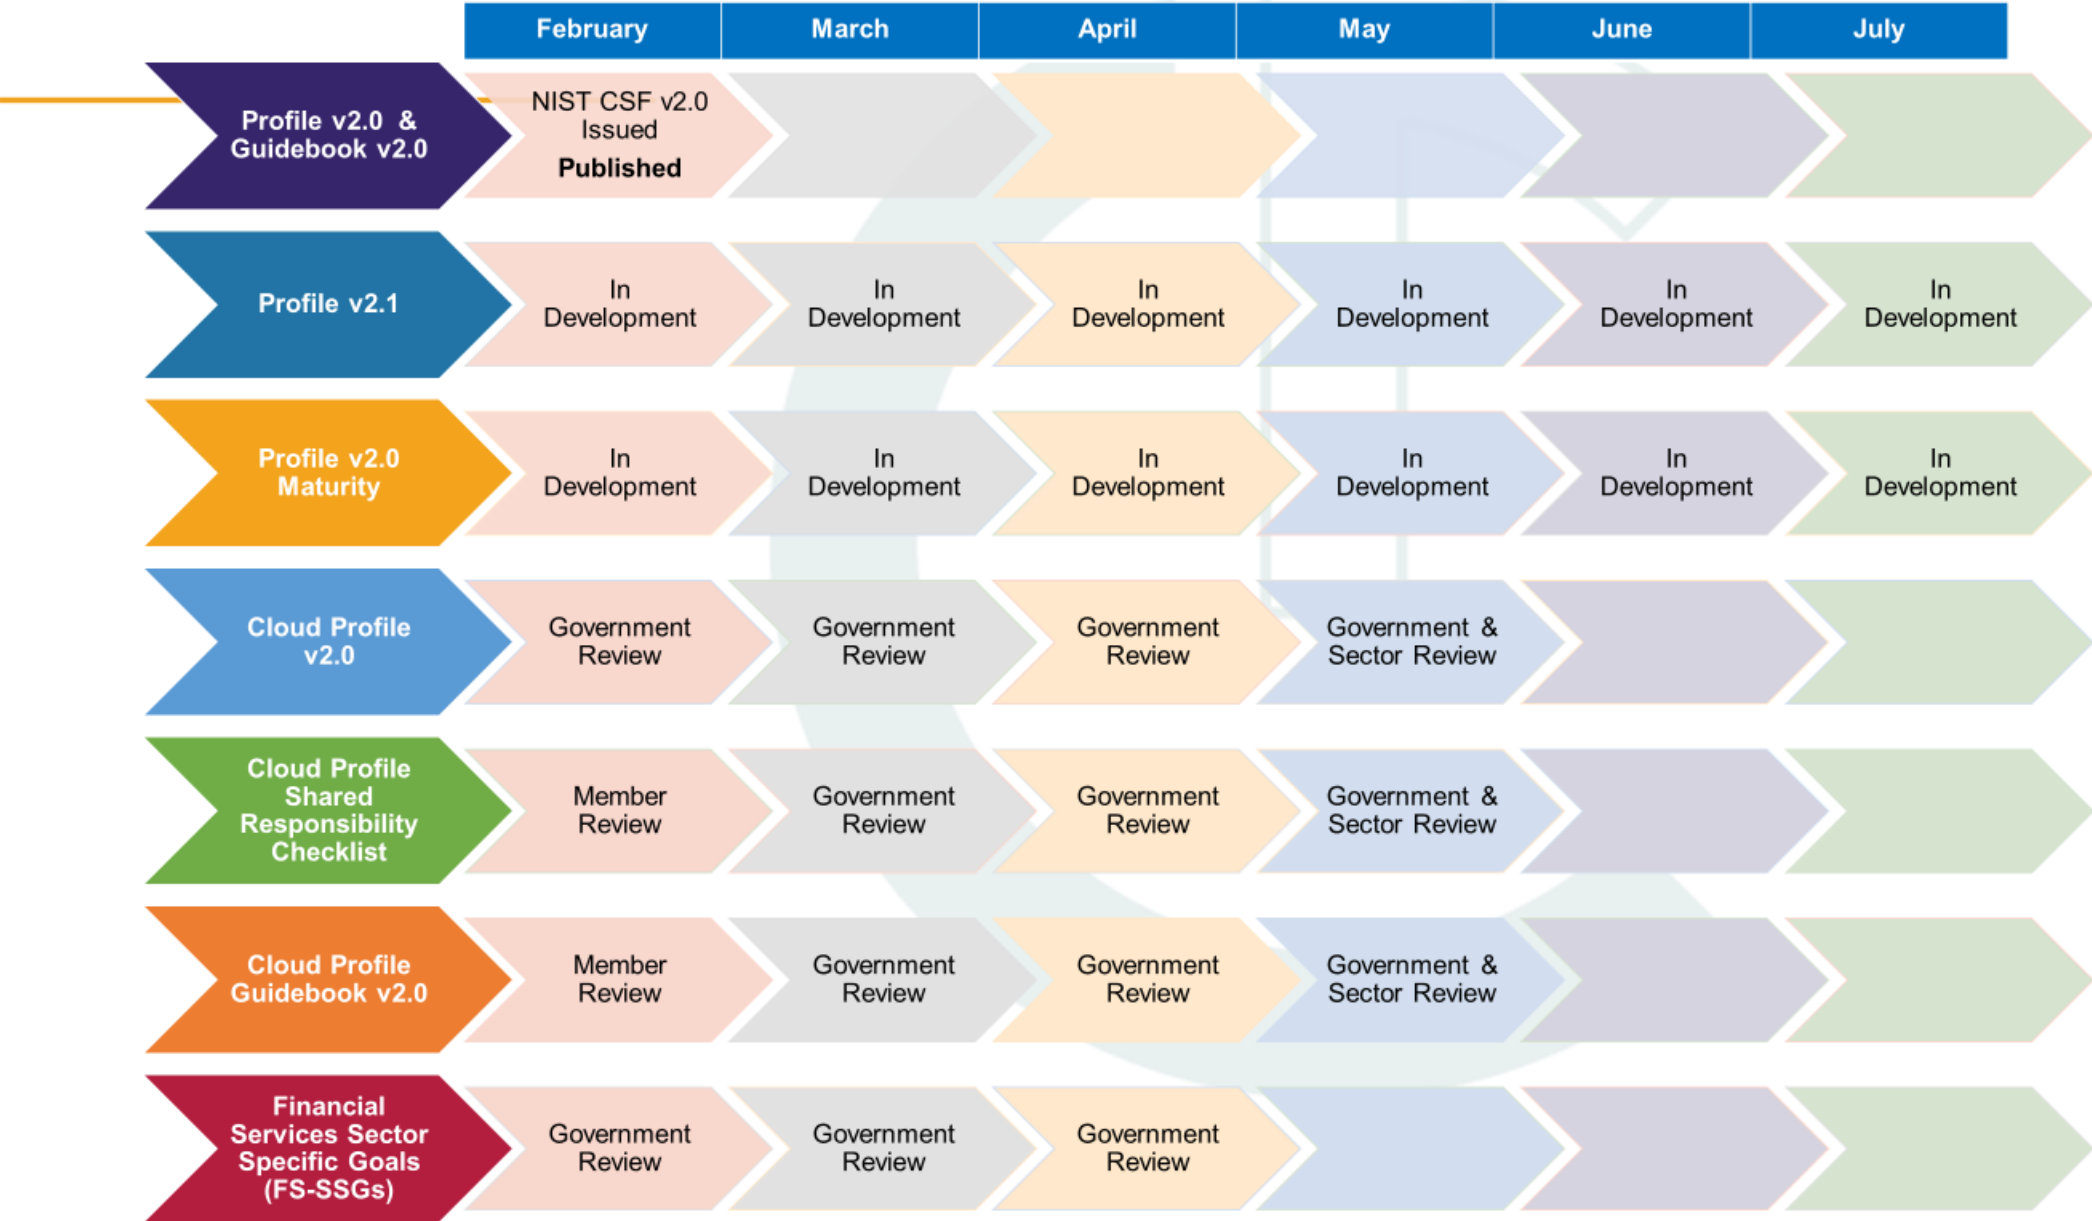 February March April May June July
Profile v2.0 &
Guidebook v2.0
NIST CSF v2.0
Issued
Published
Profile v2.1
In
Development
In
Development
In
Development
In
Development
In
Development
In
Development
Profile v2.0
Maturity
In
Development
In
Development
In
Development
In
Development
In
Development
In
Development
Cloud Profile
v2.0
Government
Review
Government
Review
Government
Review
Government &
Sector Review
Cloud Profile
Shared
Responsibility
Checklist
Member
Review
Government
Review
Government
Review
Government &
Sector Review
Cloud Profile
Guidebook v2.0
Member
Review
Government
Review
Government
Review
Government &
Sector Review
Financial
Services Sector
Specific Goals
(FS-SSGs)
Government
Review
Government
Review
Government
Review